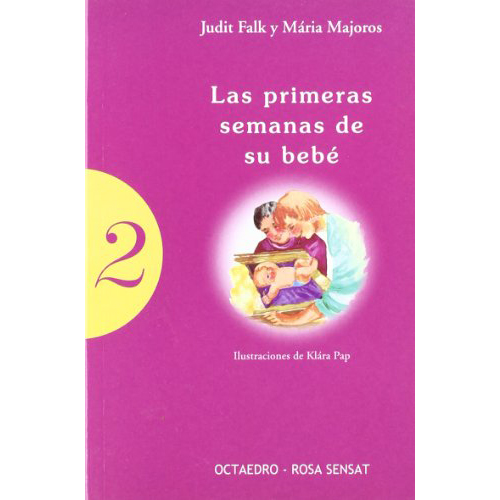 Judit Falk y Mária Majoros
Las primeras
semanas de
su bebé
2
Ilustraciones de Klára Pap
OCTAEDRO - ROSA SENSAT